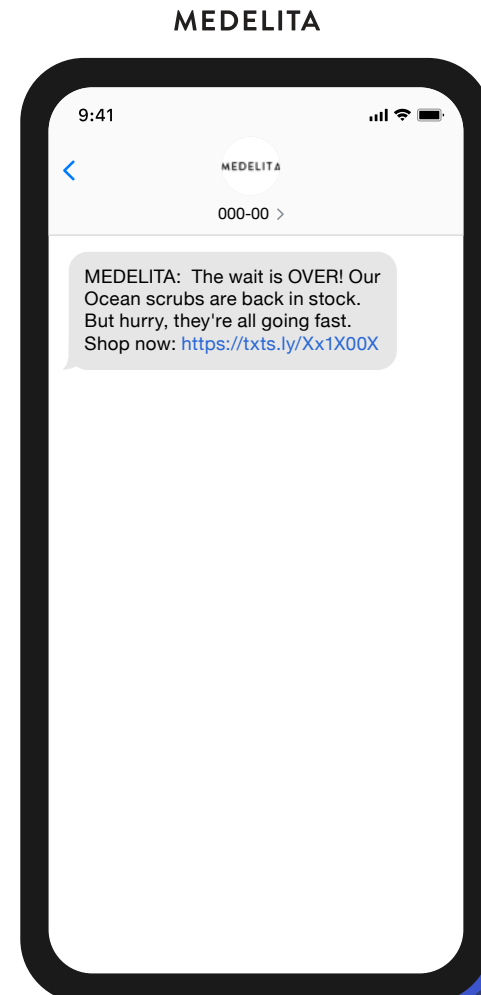 MEDELITA
9:41
MEDELITA
000-00
MEDELITA:  The wait is OVER! Our
Ocean scrubs are back in stock.
But hurry, they're all going fast.
Shop now: https://txts.ly/Xx1X00X